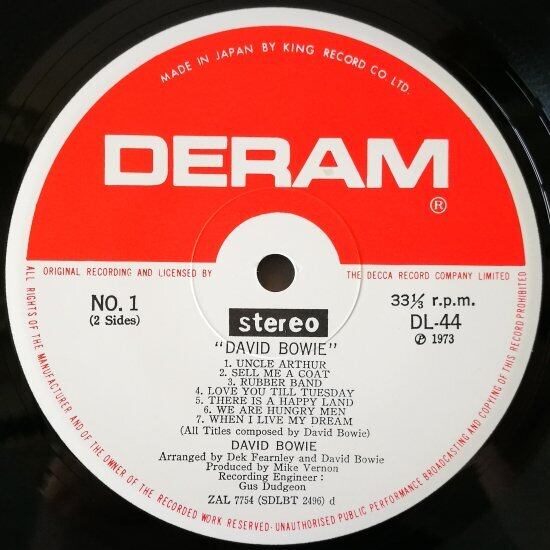 MADE IN JAPAN BY KING RECORD CO LTD.
DERAM
®
ORIGINAL RECORDING AND LICENSED BY THE DECCA RECORD COMPANY LIMITED
ALL RIGHTS OF THE MANUFACTURER AND OF THE OWNER OF THE RECORDED WORK RESERVED·UNAUTHORISED PUBLIC PERFORMANCE BROADCASTING AND COPYING OF THIS RECORD PROHIBITED
NO. 1
(2 Sides)
33⅓ r.p.m.
DL-44
℗ 1973
stereo
"DAVID BOWIE"
1. UNCLE ARTHUR
2. SELL ME A COAT
3. RUBBER BAND
4. LOVE YOU TILL TUESDAY
5. THERE IS A HAPPY LAND
6. WE ARE HUNGRY MEN
7. WHEN I LIVE MY DREAM
(All Titles composed by David Bowie)
DAVID BOWIE
Arranged by Dek Fearnley and David Bowie
Produced by Mike Vernon
Recording Engineer :
Gus Dudgeon
ZAL 7754 (SDLBT 2496) d